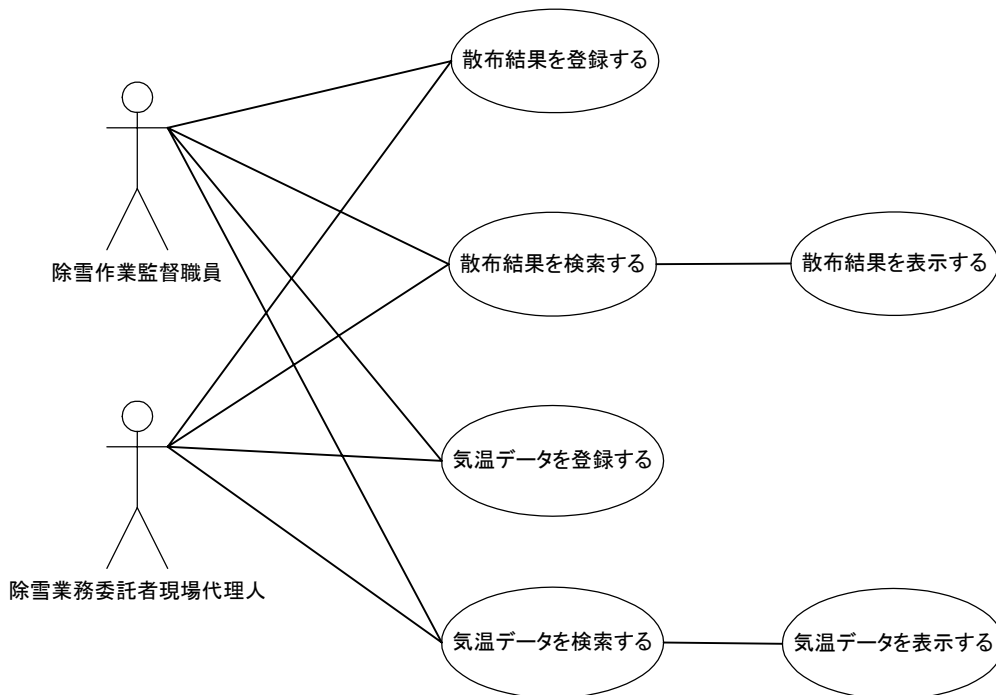 散布結果を登録する
除雪作業監督職員
散布結果を検索する
散布結果を表示する
気温データを登録する
除雪業務委託者現場代理人
気温データを検索する
気温データを表示する